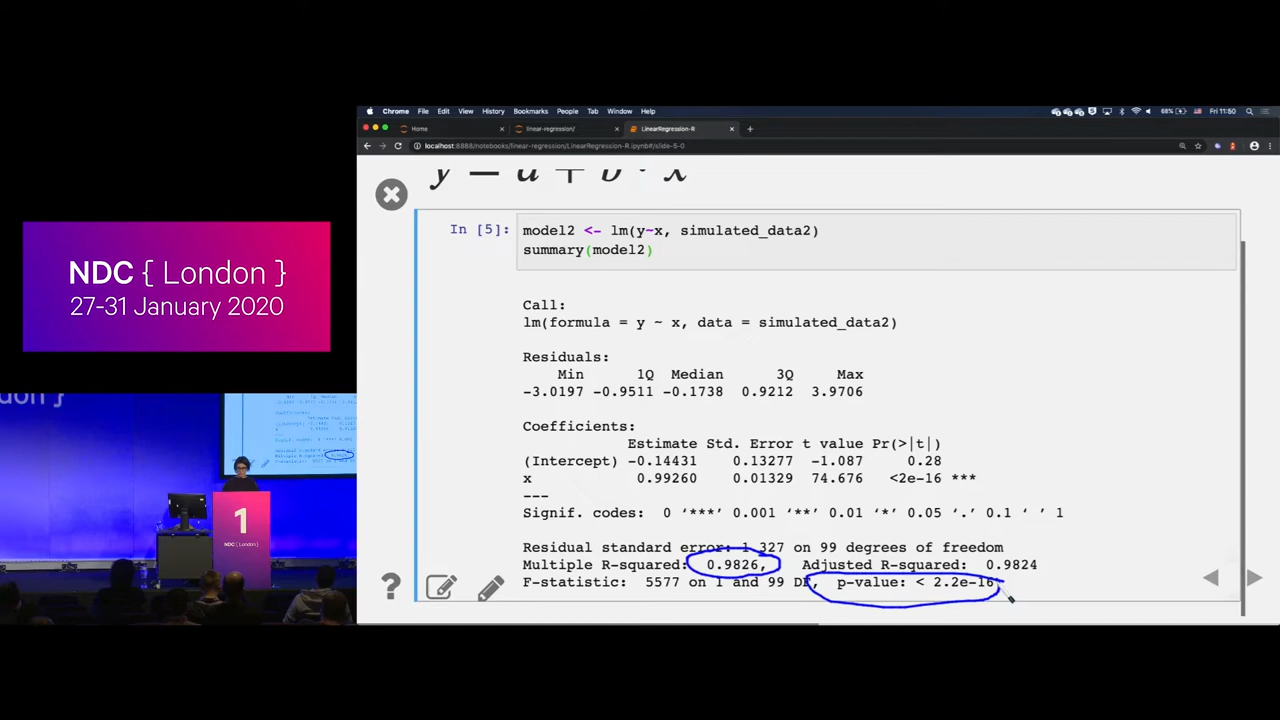 Chrome File Edit View History Bookmarks People Tab Window Help 68% Fri 11:50
Home linear-regression/ LinearRegression-R
localhost:8888/notebooks/linear-regression/LinearRegression-R.ipynb#/slide-5-0
y = a + b · x
In [5]: model2 <- lm(y~x, simulated_data2)
summary(model2)
Call:
lm(formula = y ~ x, data = simulated_data2)
Residuals:
Min 1Q Median 3Q Max
-3.0197 -0.9511 -0.1738 0.9212 3.9706
Coefficients:
Estimate Std. Error t value Pr(>|t|)
(Intercept) -0.14431 0.13277 -1.087 0.28
x 0.99260 0.01329 74.676 <2e-16 ***
---
Signif. codes: 0 ‘***’ 0.001 ‘**’ 0.01 ‘*’ 0.05 ‘.’ 0.1 ‘ ’ 1
Residual standard error: 1.327 on 99 degrees of freedom
Multiple R-squared: 0.9826, Adjusted R-squared: 0.9824
F-statistic: 5577 on 1 and 99 DF, p-value: < 2.2e-16
?
NDC { London }
27-31 January 2020
1
NDC { London }